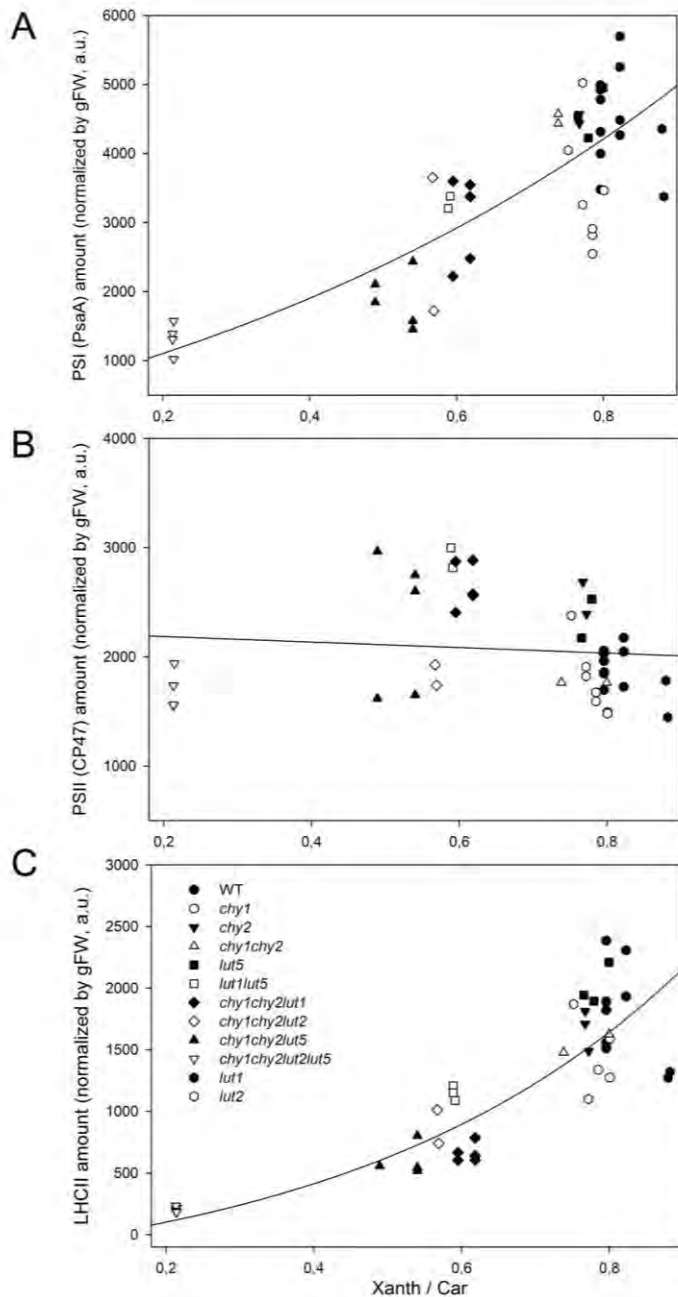 A
PSI (PsaA) amount (normalized by gFW, a.u.)
6000
5000
4000
3000
2000
1000
0,2
0,4
0,6
0,8
B
PSII (CP47) amount (normalized by gFW, a.u.)
4000
3000
2000
1000
0,2
0,4
0,6
0,8
C
LHCII amount (normalized by gFW, a.u.)
3000
2500
2000
1500
1000
500
0
WT
chy1
chy2
chy1chy2
lut5
lut1lut5
chy1chy2lut1
chy1chy2lut2
chy1chy2lut5
chy1chy2lut2lut5
lut1
lut2
0,2
0,4
0,6
0,8
Xanth / Car